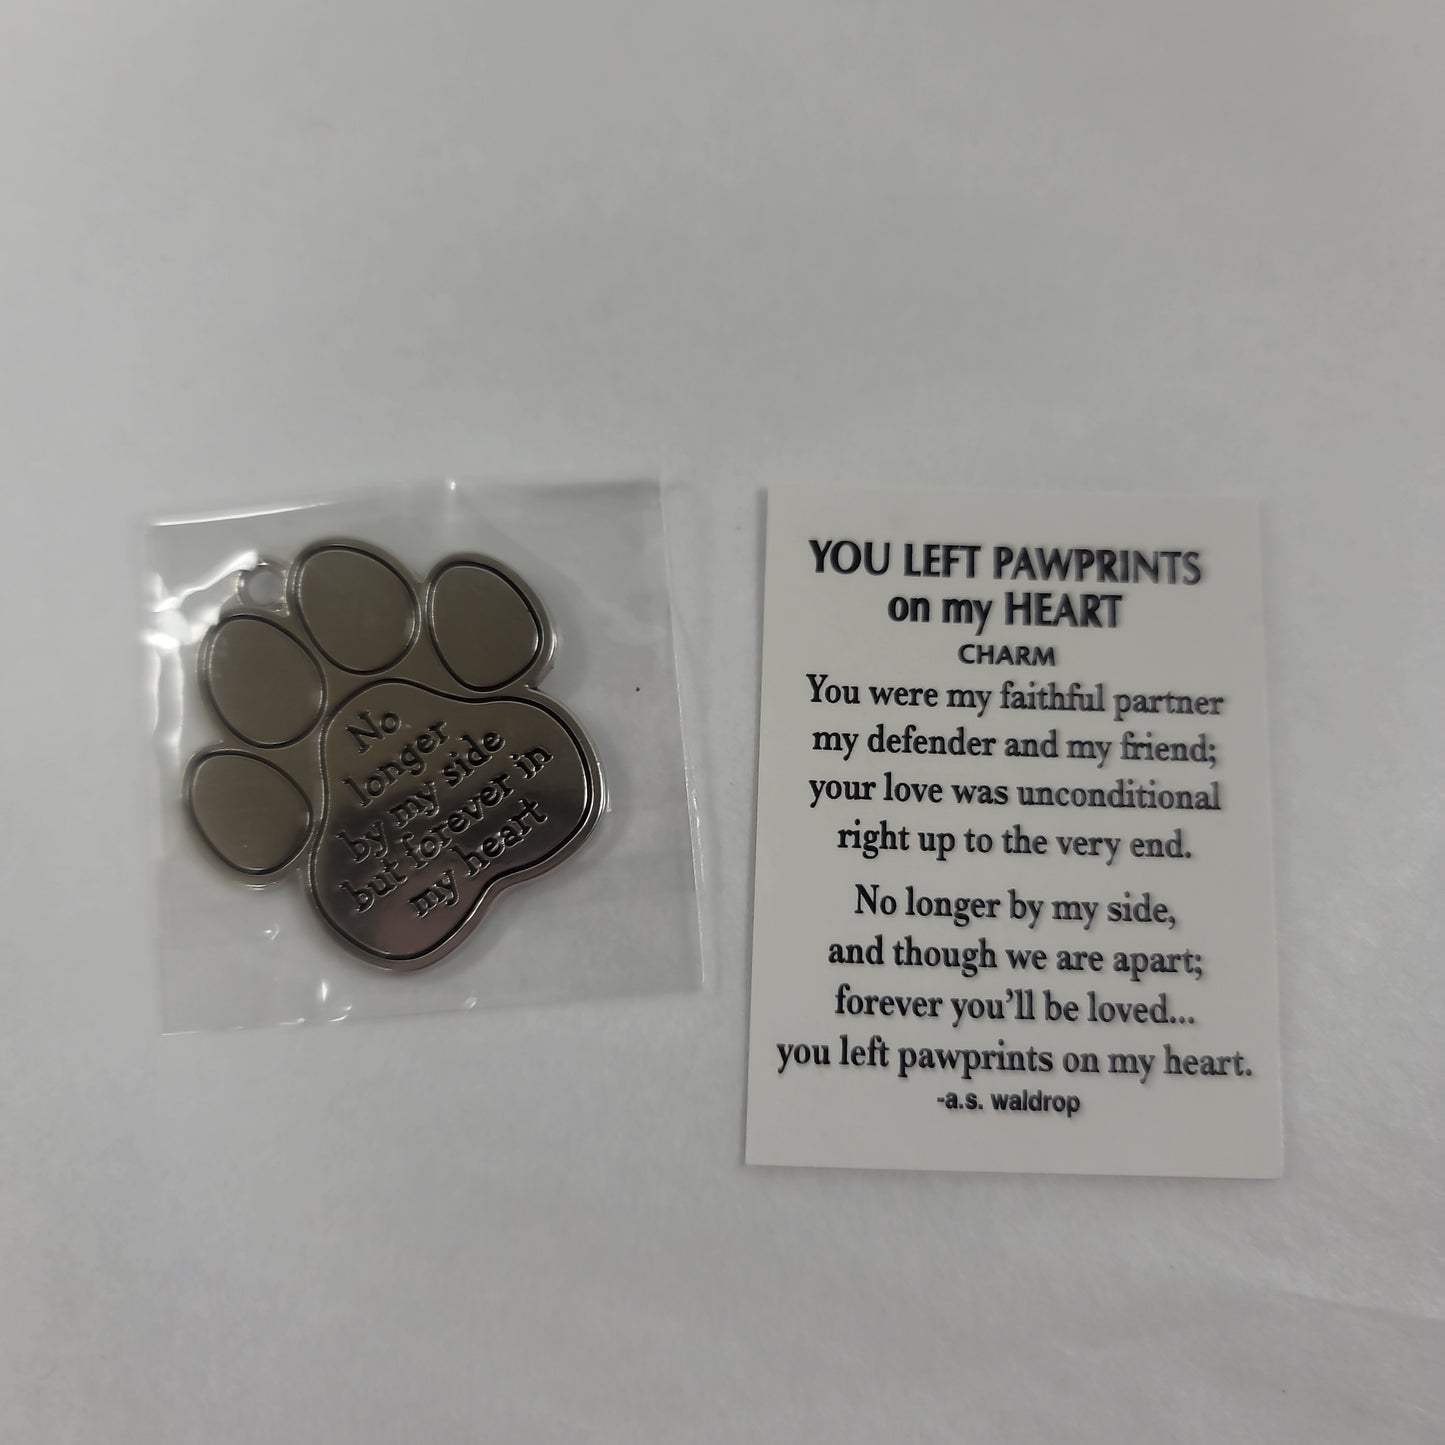 No
longer
by my side
but forever in
my heart
YOU LEFT PAWPRINTS
on my HEART
CHARM
You were my faithful partner
my defender and my friend;
your love was unconditional
right up to the very end.
No longer by my side,
and though we are apart;
forever you'll be loved...
you left pawprints on my heart.
-a.s. waldrop